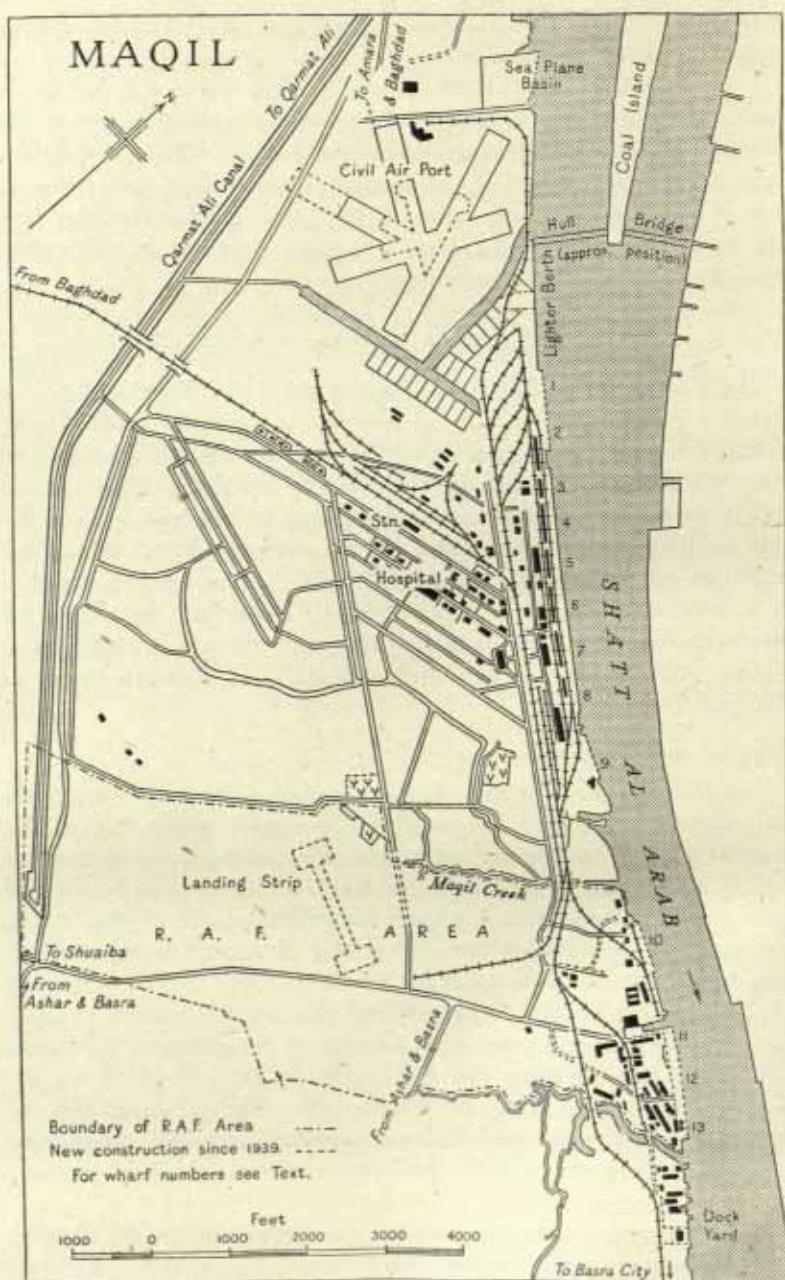 MAQIL
N
To Qarmat Ali
Qarmat Ali Canal
To Amara
& Baghdad
Sea Plane
Basin
Coal Island
Civil Air Port
Huff Bridge
(approx. position)
Lighter Berth
From Baghdad
1
2
3
4
5
6
7
8
9
10
11
12
13
Stn.
Hospital
SHATT AL ARAB
Landing Strip
Maqil Creek
R. A. F. AREA
To Shuaiba
From
Ashar & Basra
From Ashar & Basra
Boundary of R.A.F. Area
New construction since 1939
For wharf numbers see Text.
Feet
1000 0 1000 2000 3000 4000
Dock
Yard
To Basra City